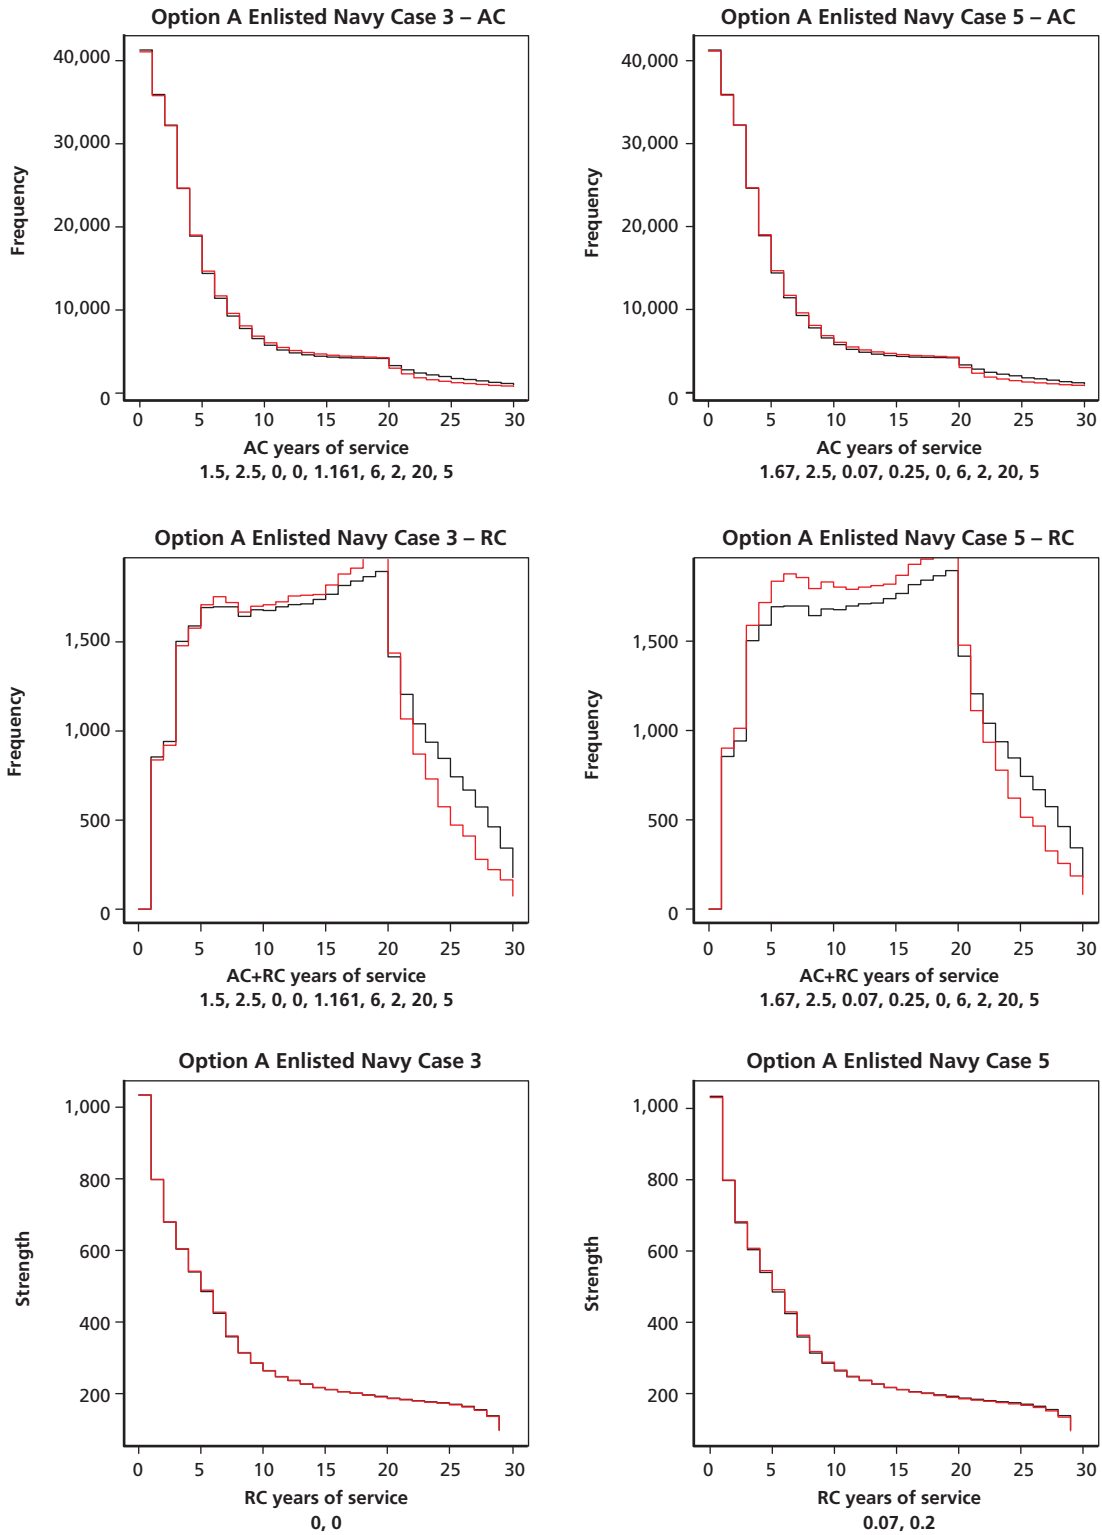 Option A Enlisted Navy Case 3 – AC
Frequency
40,000
30,000
20,000
10,000
0
0 5 10 15 20 25 30
AC years of service
1.5, 2.5, 0, 0, 1.161, 6, 2, 20, 5
Option A Enlisted Navy Case 5 – AC
Frequency
40,000
30,000
20,000
10,000
0
0 5 10 15 20 25 30
AC years of service
1.67, 2.5, 0.07, 0.25, 0, 6, 2, 20, 5
Option A Enlisted Navy Case 3 – RC
Frequency
1,500
1,000
500
0
0 5 10 15 20 25 30
AC+RC years of service
1.5, 2.5, 0, 0, 1.161, 6, 2, 20, 5
Option A Enlisted Navy Case 5 – RC
Frequency
1,500
1,000
500
0
0 5 10 15 20 25 30
AC+RC years of service
1.67, 2.5, 0.07, 0.25, 0, 6, 2, 20, 5
Option A Enlisted Navy Case 3
Strength
1,000
800
600
400
200
0 5 10 15 20 25 30
RC years of service
0, 0
Option A Enlisted Navy Case 5
Strength
1,000
800
600
400
200
0 5 10 15 20 25 30
RC years of service
0.07, 0.2